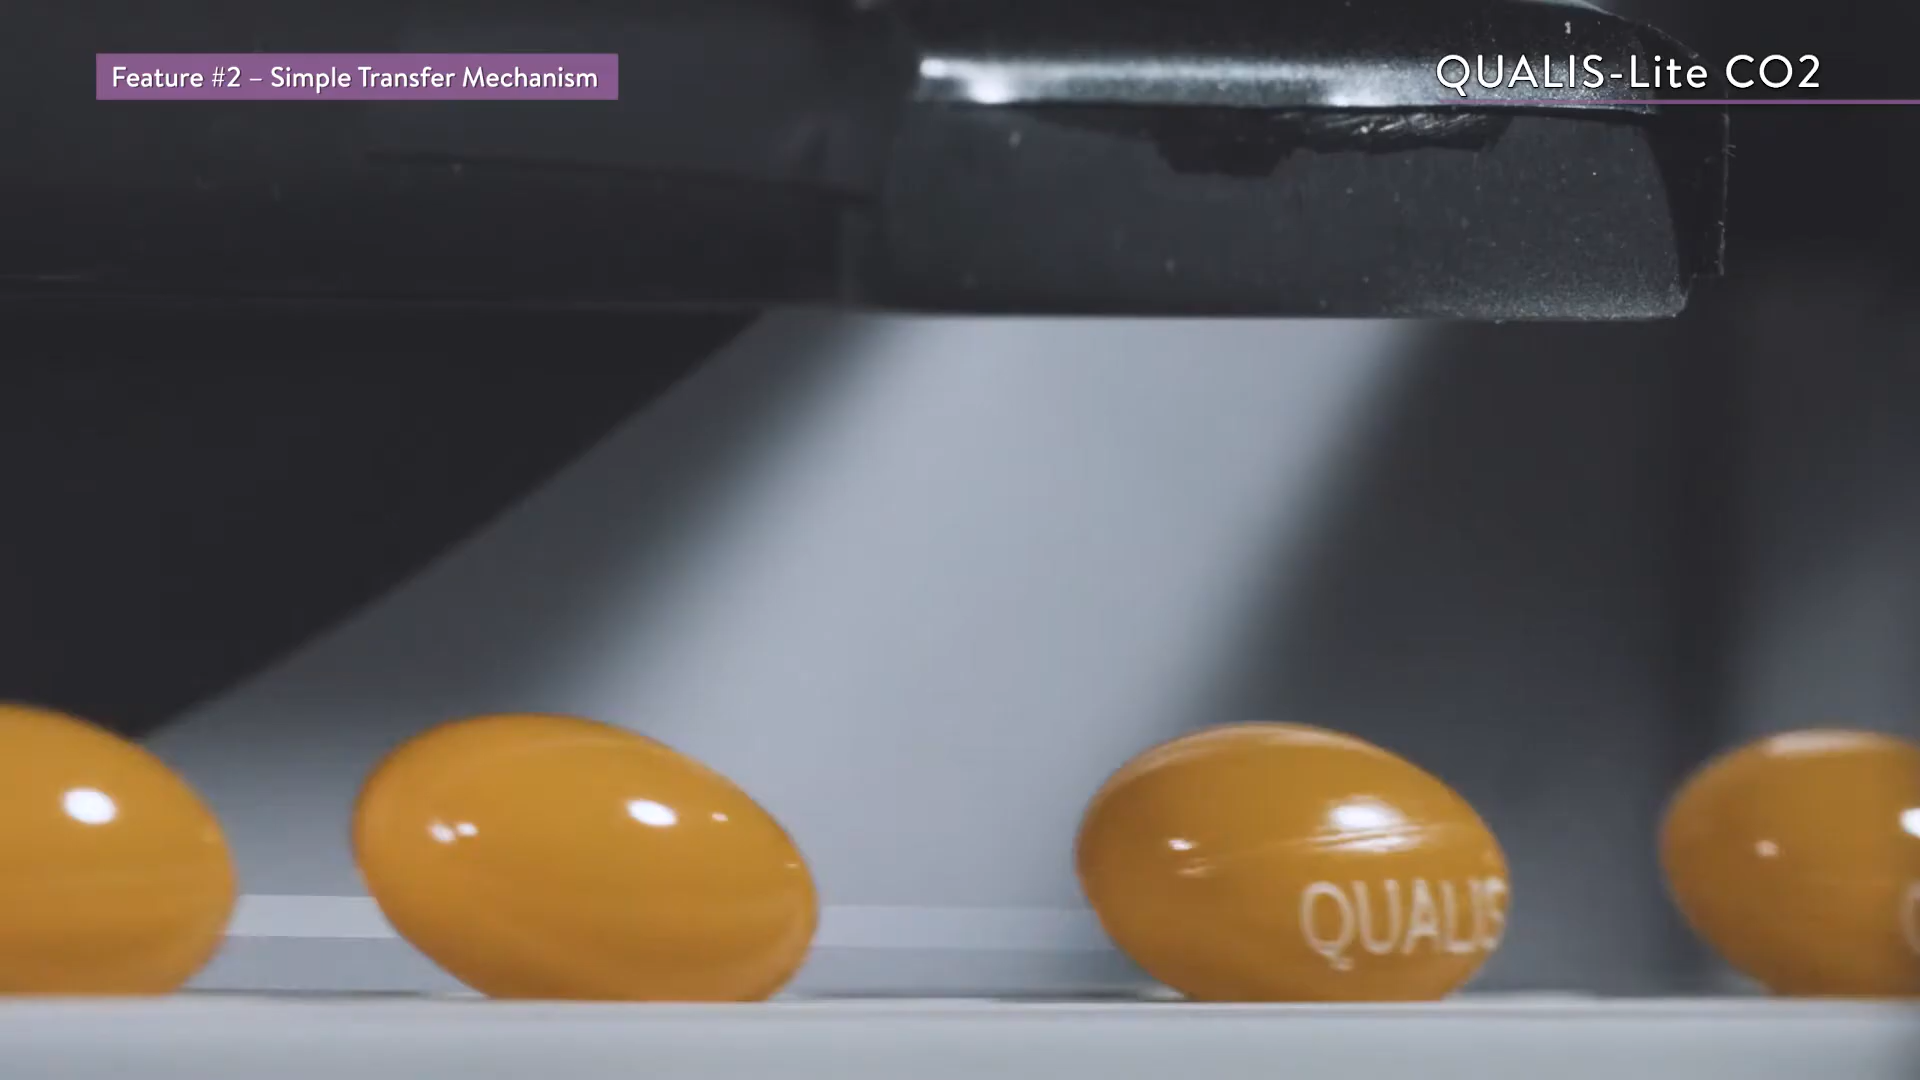 Feature #2 – Simple Transfer Mechanism
QUALIS-Lite CO2
QUALIS